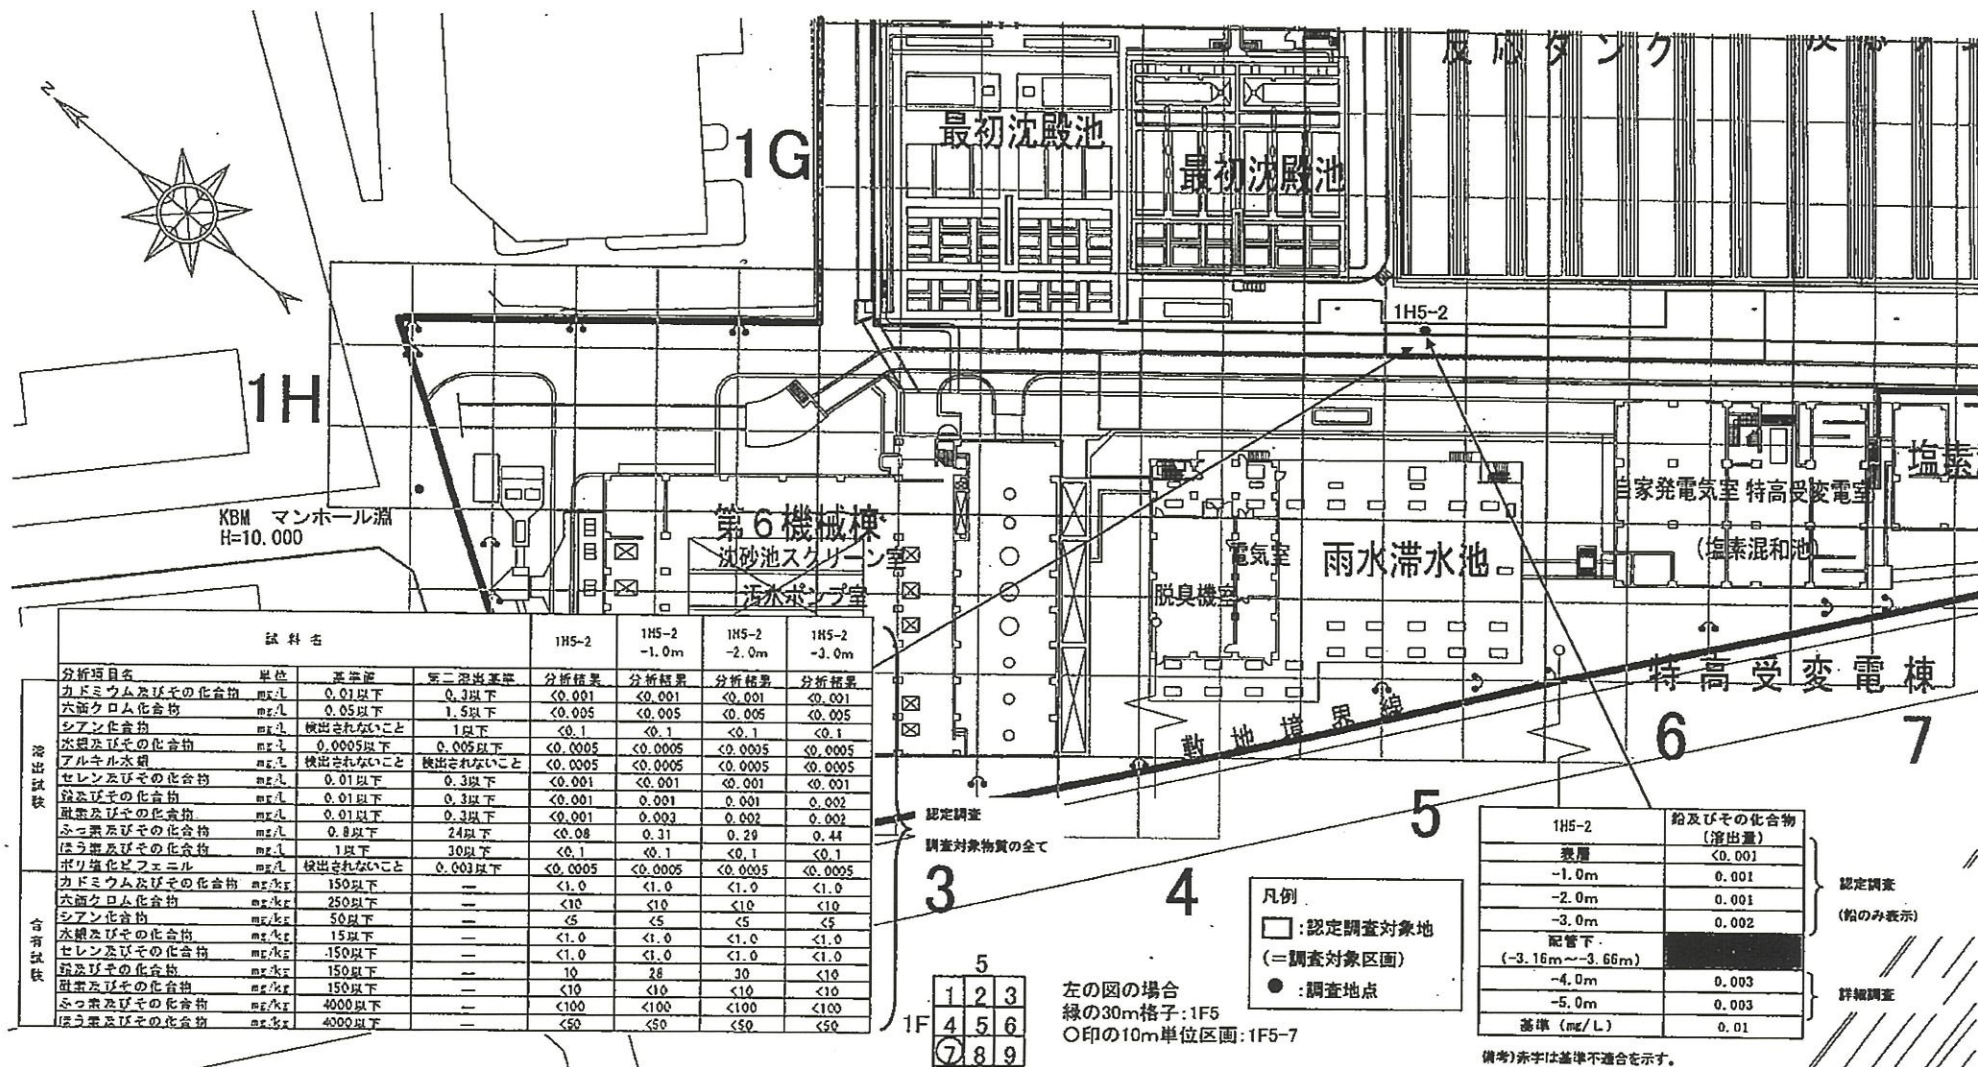 反応タンク
N
1G
最初沈殿池
最初沈殿池
1H5-2
1H
KBM マンホール淵
H=10.000
第6機械棟
沈砂池スクリーン室
汚水ポンプ室
電気室
脱臭機室
雨水滞水池
自家発電気室 特高受変電室
(塩素混和池)
塩素
特高受変電棟
敷地境界線
3
4
5
6
7
試料名 1H5-2 1H5-2 -1.0m 1H5-2 -2.0m 1H5-2 -3.0m
分析項目名 単位 基準値 第二溶出基準 分析結果 分析結果 分析結果 分析結果
溶出試験
カドミウム及びその化合物 mg/L 0.01以下 0.3以下 <0.001 <0.001 <0.001 <0.001
六価クロム化合物 mg/L 0.05以下 1.5以下 <0.005 <0.005 <0.005 <0.005
シアン化合物 mg/L 検出されないこと 1以下 <0.1 <0.1 <0.1 <0.1
水銀及びその化合物 mg/L 0.0005以下 0.005以下 <0.0005 <0.0005 <0.0005 <0.0005
アルキル水銀 mg/L 検出されないこと 検出されないこと <0.0005 <0.0005 <0.0005 <0.0005
セレン及びその化合物 mg/L 0.01以下 0.3以下 <0.001 <0.001 <0.001 <0.001
鉛及びその化合物 mg/L 0.01以下 0.3以下 <0.001 0.001 0.001 0.002
砒素及びその化合物 mg/L 0.01以下 0.3以下 <0.001 0.003 0.002 0.002
ふっ素及びその化合物 mg/L 0.8以下 24以下 <0.08 0.31 0.29 0.44
ほう素及びその化合物 mg/L 1以下 30以下 <0.1 <0.1 <0.1 <0.1
ポリ塩化ビフェニル mg/L 検出されないこと 0.003以下 <0.0005 <0.0005 <0.0005 <0.0005
含有試験
カドミウム及びその化合物 mg/kg 150以下 — <1.0 <1.0 <1.0 <1.0
六価クロム化合物 mg/kg 250以下 — <10 <10 <10 <10
シアン化合物 mg/kg 50以下 — <5 <5 <5 <5
水銀及びその化合物 mg/kg 15以下 — <1.0 <1.0 <1.0 <1.0
セレン及びその化合物 mg/kg 150以下 — <1.0 <1.0 <1.0 <1.0
鉛及びその化合物 mg/kg 150以下 — 10 28 30 <10
砒素及びその化合物 mg/kg 150以下 — <10 <10 <10 <10
ふっ素及びその化合物 mg/kg 4000以下 — <100 <100 <100 <100
ほう素及びその化合物 mg/kg 4000以下 — <50 <50 <50 <50
認定調査
調査対象物質の全て
5
1 2 3
1F 4 5 6
7 8 9
左の図の場合
緑の30m格子:1F5
○印の10m単位区画:1F5-7
凡例
□:認定調査対象地
(=調査対象区画)
●:調査地点
1H5-2 鉛及びその化合物(溶出量)
表層 <0.001
-1.0m 0.001
-2.0m 0.001
-3.0m 0.002
配管下
(-3.16m~-3.66m)
-4.0m 0.003
-5.0m 0.003
基準(mg/L) 0.01
認定調査
(鉛のみ表示)
詳細調査
備考)赤字は基準不適合を示す。